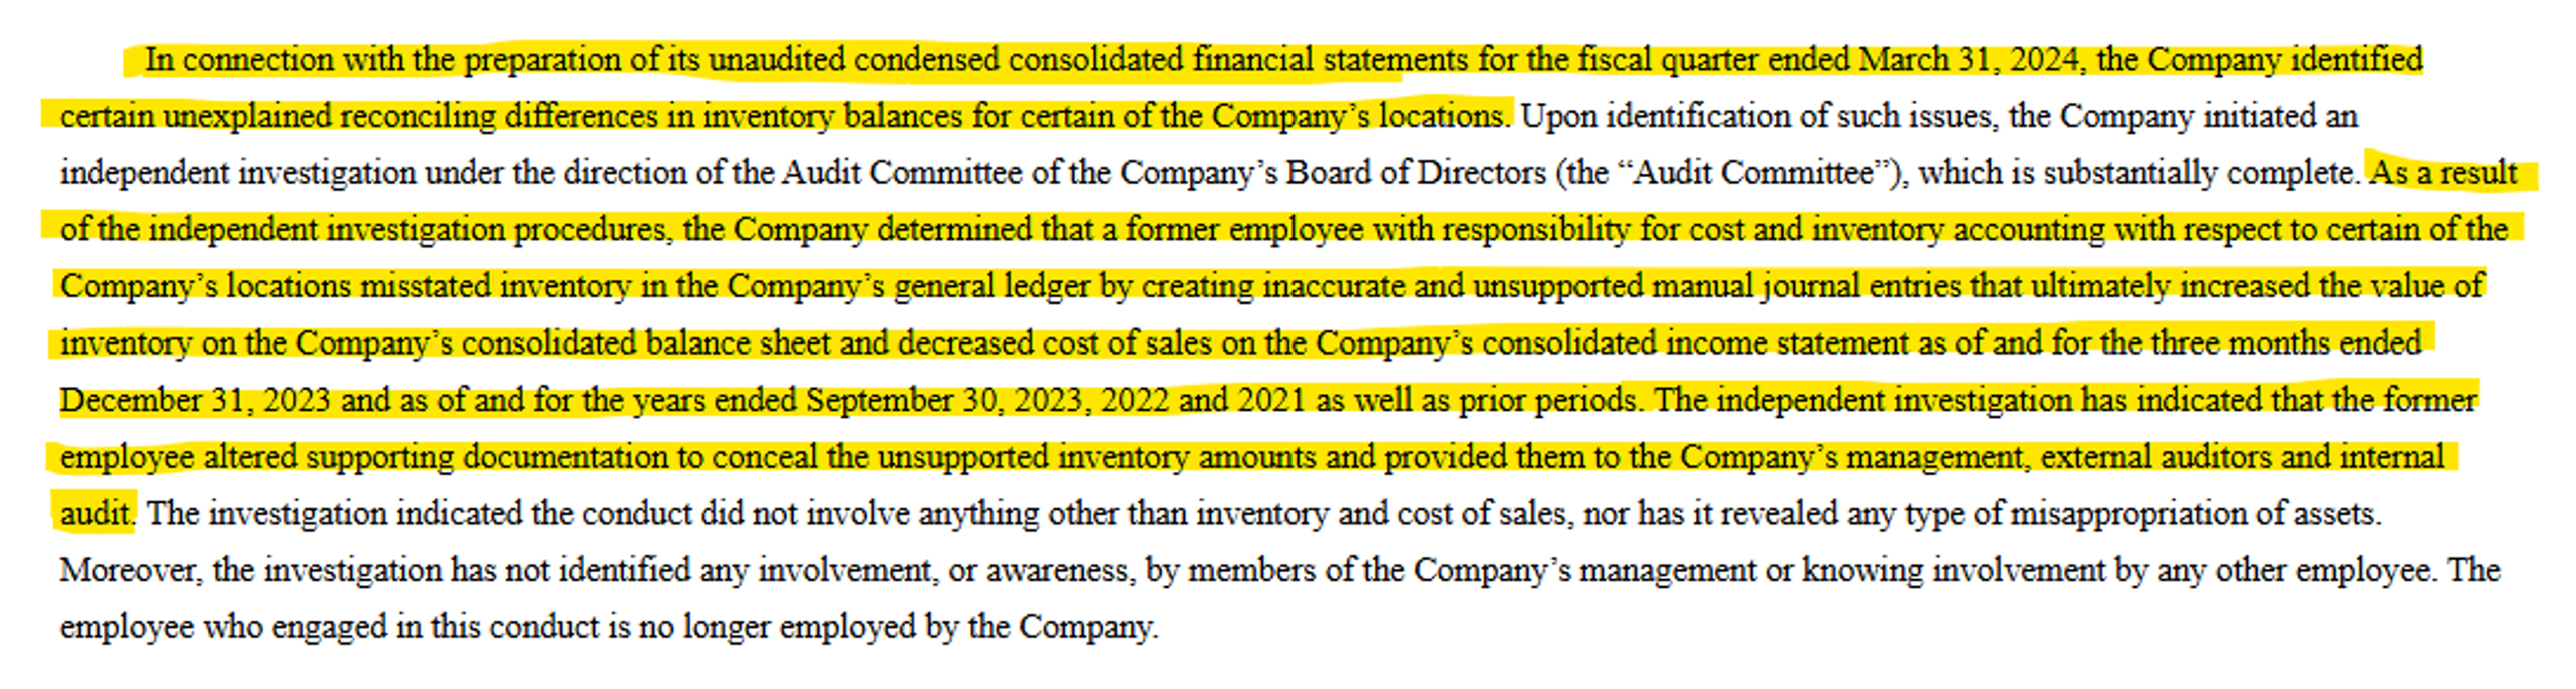 In connection with the preparation of its unaudited condensed consolidated financial statements for the fiscal quarter ended March 31, 2024, the Company identified
certain unexplained reconciling differences in inventory balances for certain of the Company’s locations. Upon identification of such issues, the Company initiated an
independent investigation under the direction of the Audit Committee of the Company’s Board of Directors (the “Audit Committee”), which is substantially complete. As a result
of the independent investigation procedures, the Company determined that a former employee with responsibility for cost and inventory accounting with respect to certain of the
Company’s locations misstated inventory in the Company’s general ledger by creating inaccurate and unsupported manual journal entries that ultimately increased the value of
inventory on the Company’s consolidated balance sheet and decreased cost of sales on the Company’s consolidated income statement as of and for the three months ended
December 31, 2023 and as of and for the years ended September 30, 2023, 2022 and 2021 as well as prior periods. The independent investigation has indicated that the former
employee altered supporting documentation to conceal the unsupported inventory amounts and provided them to the Company’s management, external auditors and internal
audit. The investigation indicated the conduct did not involve anything other than inventory and cost of sales, nor has it revealed any type of misappropriation of assets.
Moreover, the investigation has not identified any involvement, or awareness, by members of the Company’s management or knowing involvement by any other employee. The
employee who engaged in this conduct is no longer employed by the Company.